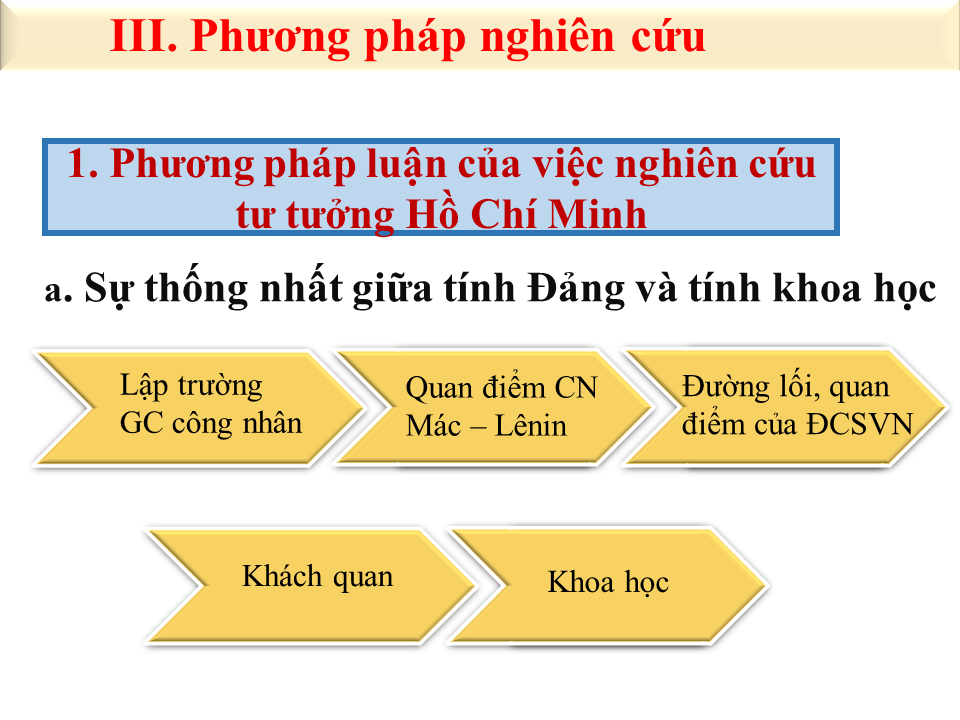 III. Phương pháp nghiên cứu
1. Phương pháp luận của việc nghiên cứu
tư tưởng Hồ Chí Minh
a. Sự thống nhất giữa tính Đảng và tính khoa học
Lập trường
GC công nhân
Quan điểm CN
Mác – Lênin
Đường lối, quan
điểm của ĐCSVN
Khách quan
Khoa học